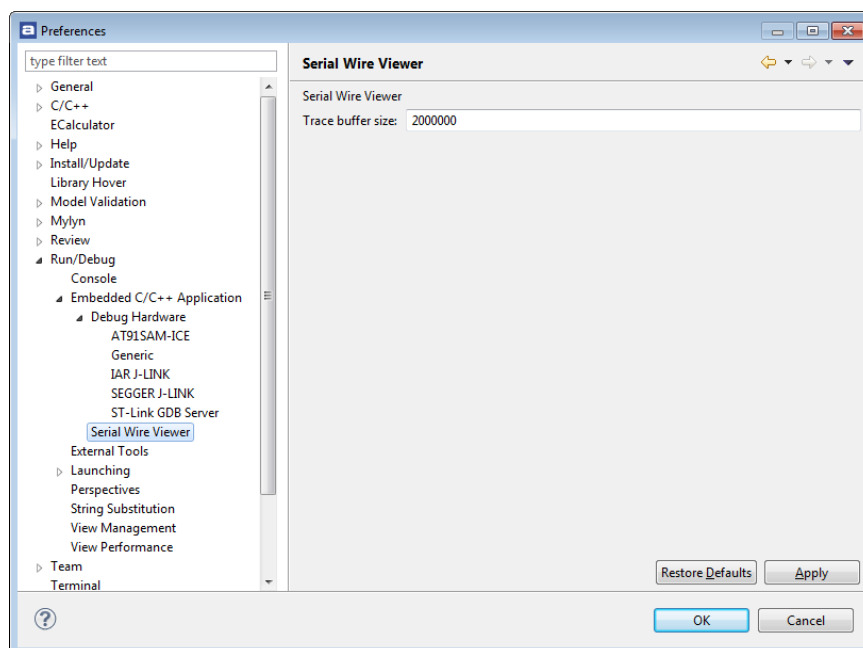 Preferences
type filter text
General
C/C++
ECalculator
Help
Install/Update
Library Hover
Model Validation
Mylyn
Review
Run/Debug
Console
Embedded C/C++ Application
Debug Hardware
AT91SAM-ICE
Generic
IAR J-LINK
SEGGER J-LINK
ST-Link GDB Server
Serial Wire Viewer
External Tools
Launching
Perspectives
String Substitution
View Management
View Performance
Team
Terminal
Serial Wire Viewer
Serial Wire Viewer
Trace buffer size: 2000000
Restore Defaults Apply
OK Cancel